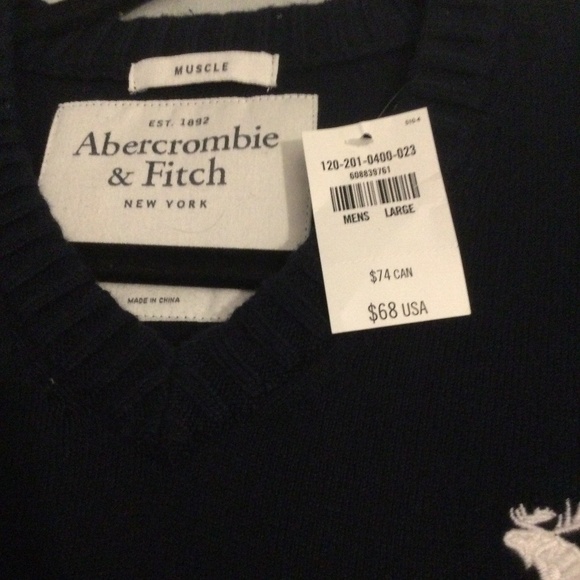 MUSCLE
EST. 1892
Abercrombie
& Fitch
NEW YORK
MADE IN CHINA
120-201-0400-023
608839761
MENS LARGE
$74 CAN
$68 USA